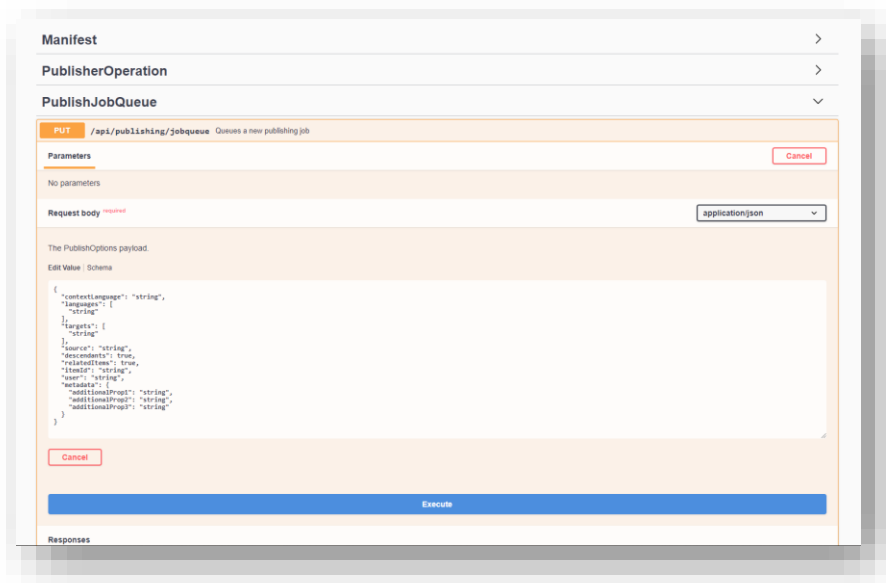 Manifest
PublisherOperation
PublishJobQueue
PUT /api/publishing/jobqueue Queues a new publishing job
Parameters Cancel
No parameters
Request body required application/json
The PublishOptions payload.
Edit Value | Schema
{
"contextLanguage": "string",
"languages": [
"string"
],
"targets": [
"string"
],
"source": "string",
"descendants": true,
"relatedItems": true,
"itemId": "string",
"user": "string",
"metadata": {
"additionalProp1": "string",
"additionalProp2": "string",
"additionalProp3": "string"
}
}
Cancel
Execute
Responses